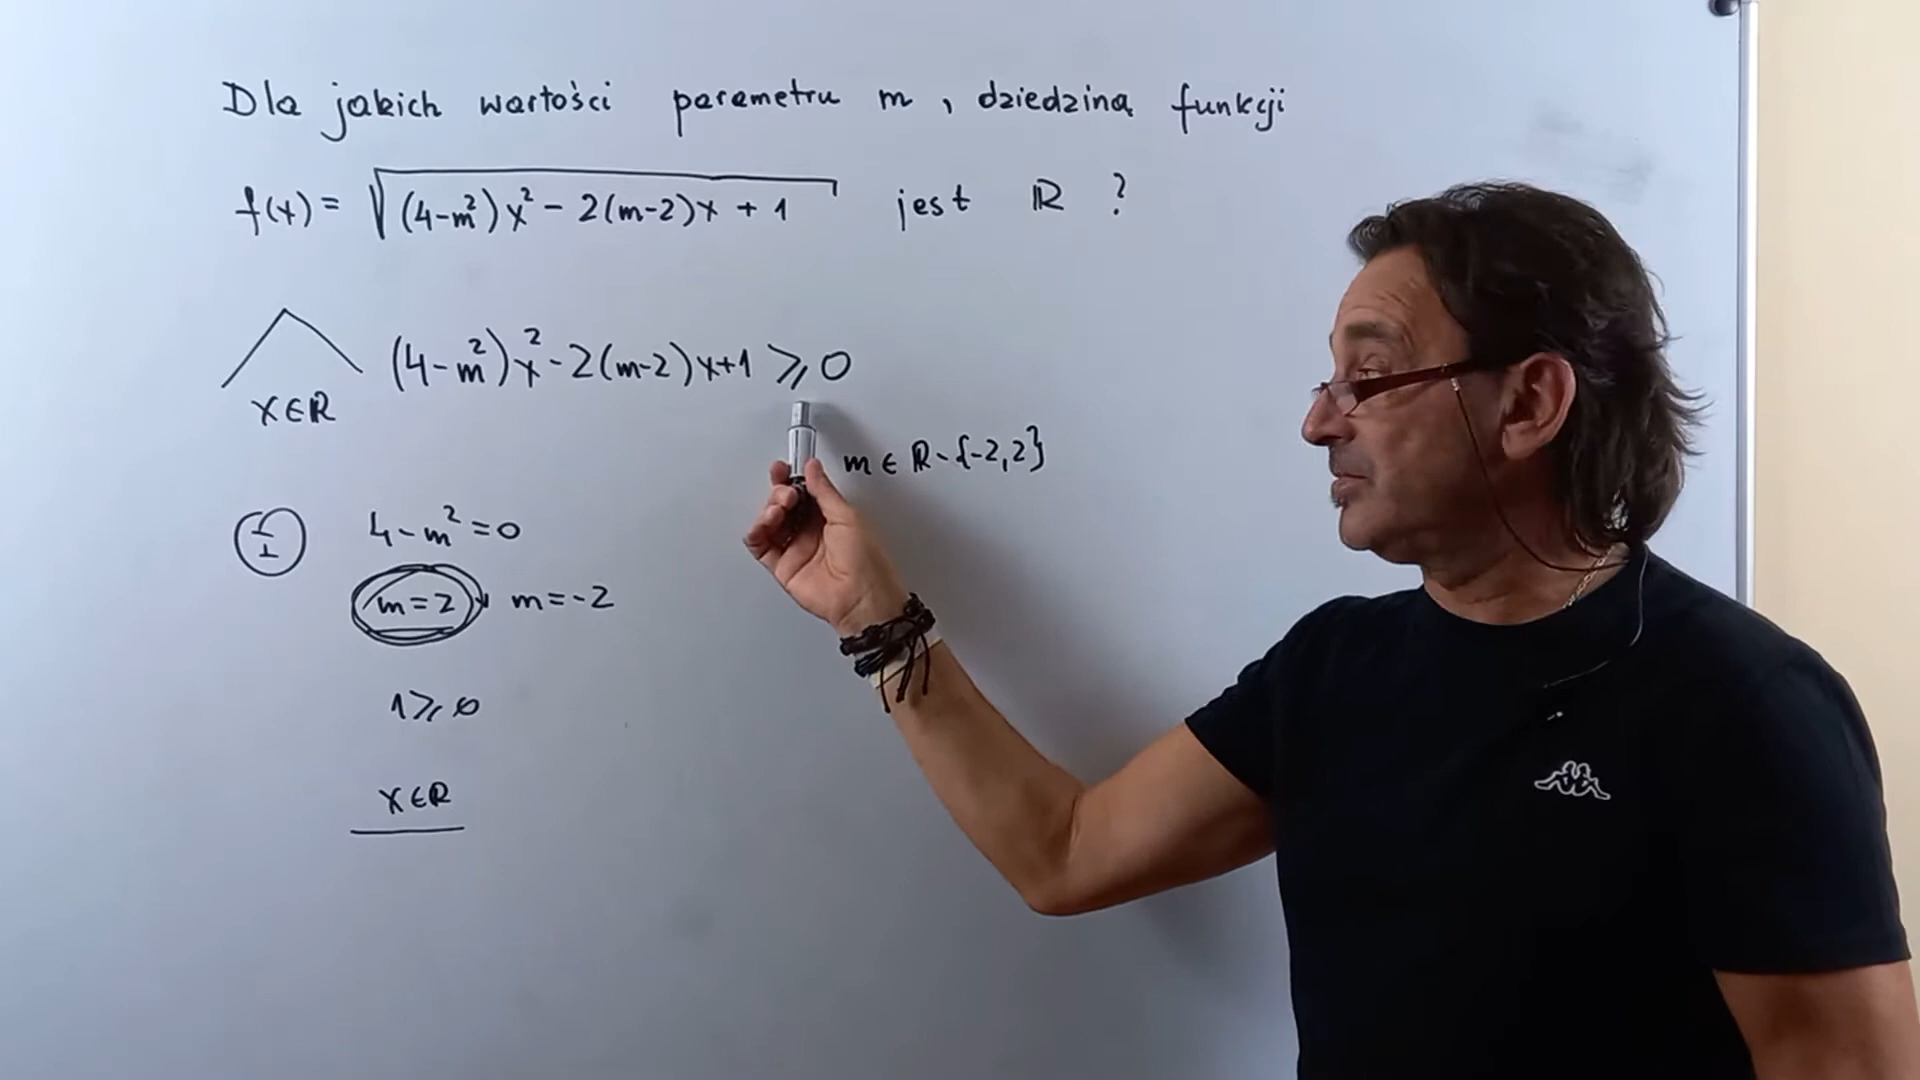 Dla jakich wartości parametru m, dziedziną funkcji
f(x) = √((4-m²)x² - 2(m-2)x + 1) jest ℝ ?
(4-m²)x² - 2(m-2)x+1 ⩾ 0
x∈ℝ
m ∈ ℝ - {-2,2}
① 4-m² = 0
m=2 ∨ m=-2
1 ⩾ 0
x∈ℝ